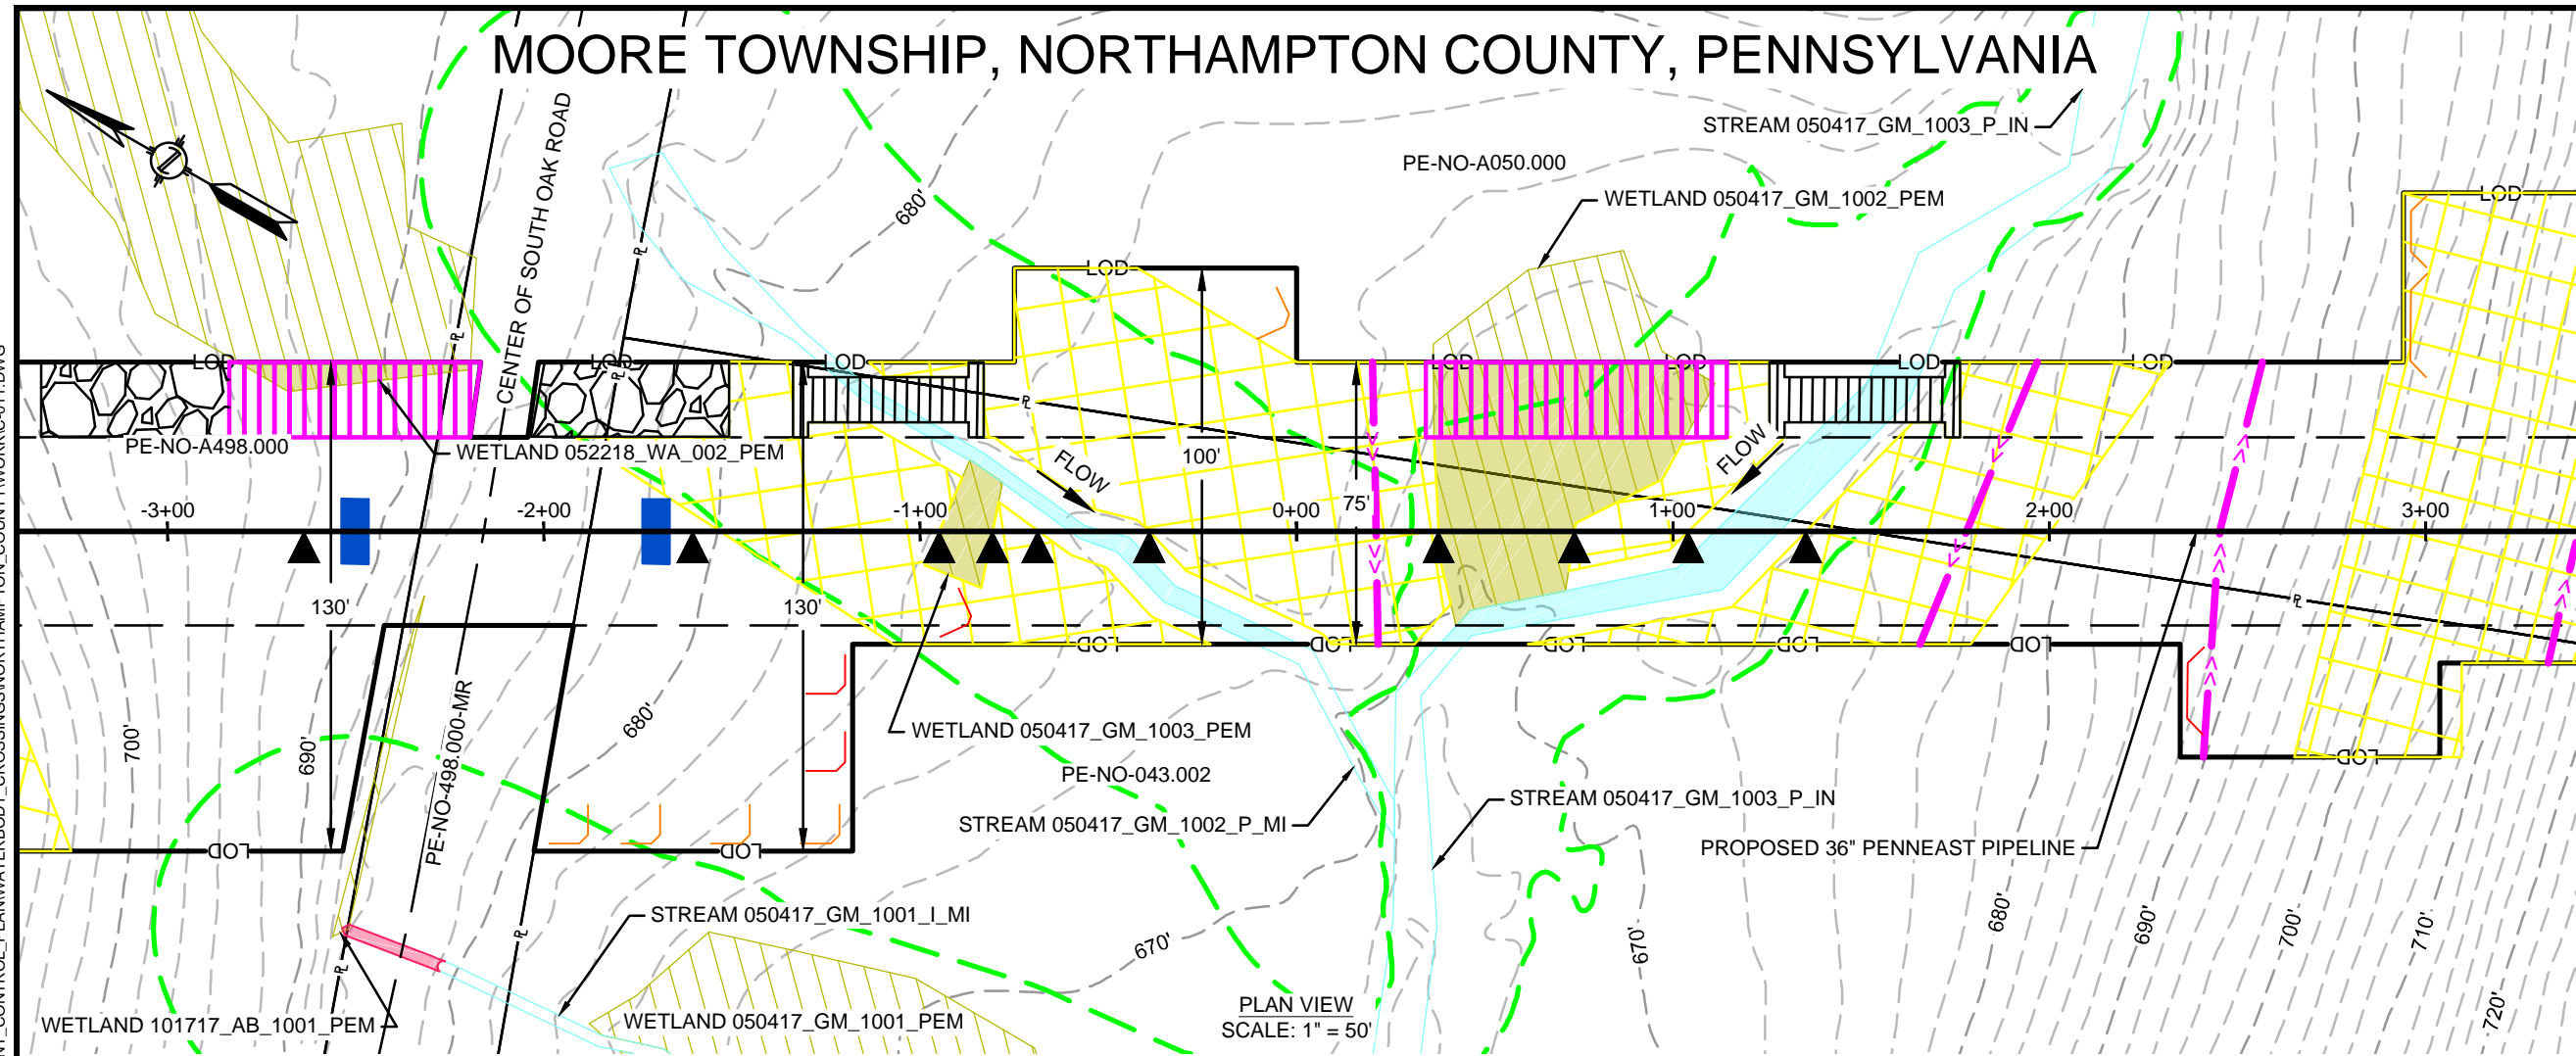 MOORE TOWNSHIP, NORTHAMPTON COUNTY, PENNSYLVANIA
CENTER OF SOUTH OAK ROAD
STREAM 050417_GM_1003_P_IN
PE-NO-A050.000
WETLAND 050417_GM_1002_PEM
680'
LOD
LOD
LOD
LOD
LOD
LOD
LOD
LOD
LOD
PE-NO-A498.000
WETLAND 052218_WA_002_PEM
FLOW
100'
FLOW
75'
-3+00
-2+00
-1+00
0+00
1+00
2+00
3+00
130'
130'
LOD
LOD
LOD
LOD
LOD
700'
690'
680'
PE-NO-498.000-MR
WETLAND 050417_GM_1003_PEM
PE-NO-043.002
LOD
STREAM 050417_GM_1003_P_IN
STREAM 050417_GM_1002_P_MI
PROPOSED 36" PENNEAST PIPELINE
LOD
LOD
STREAM 050417_GM_1001_I_MI
670'
670'
680'
690'
700'
710'
720'
WETLAND 101717_AB_1001_PEM
WETLAND 050417_GM_1001_PEM
PLAN VIEW
SCALE: 1" = 50'